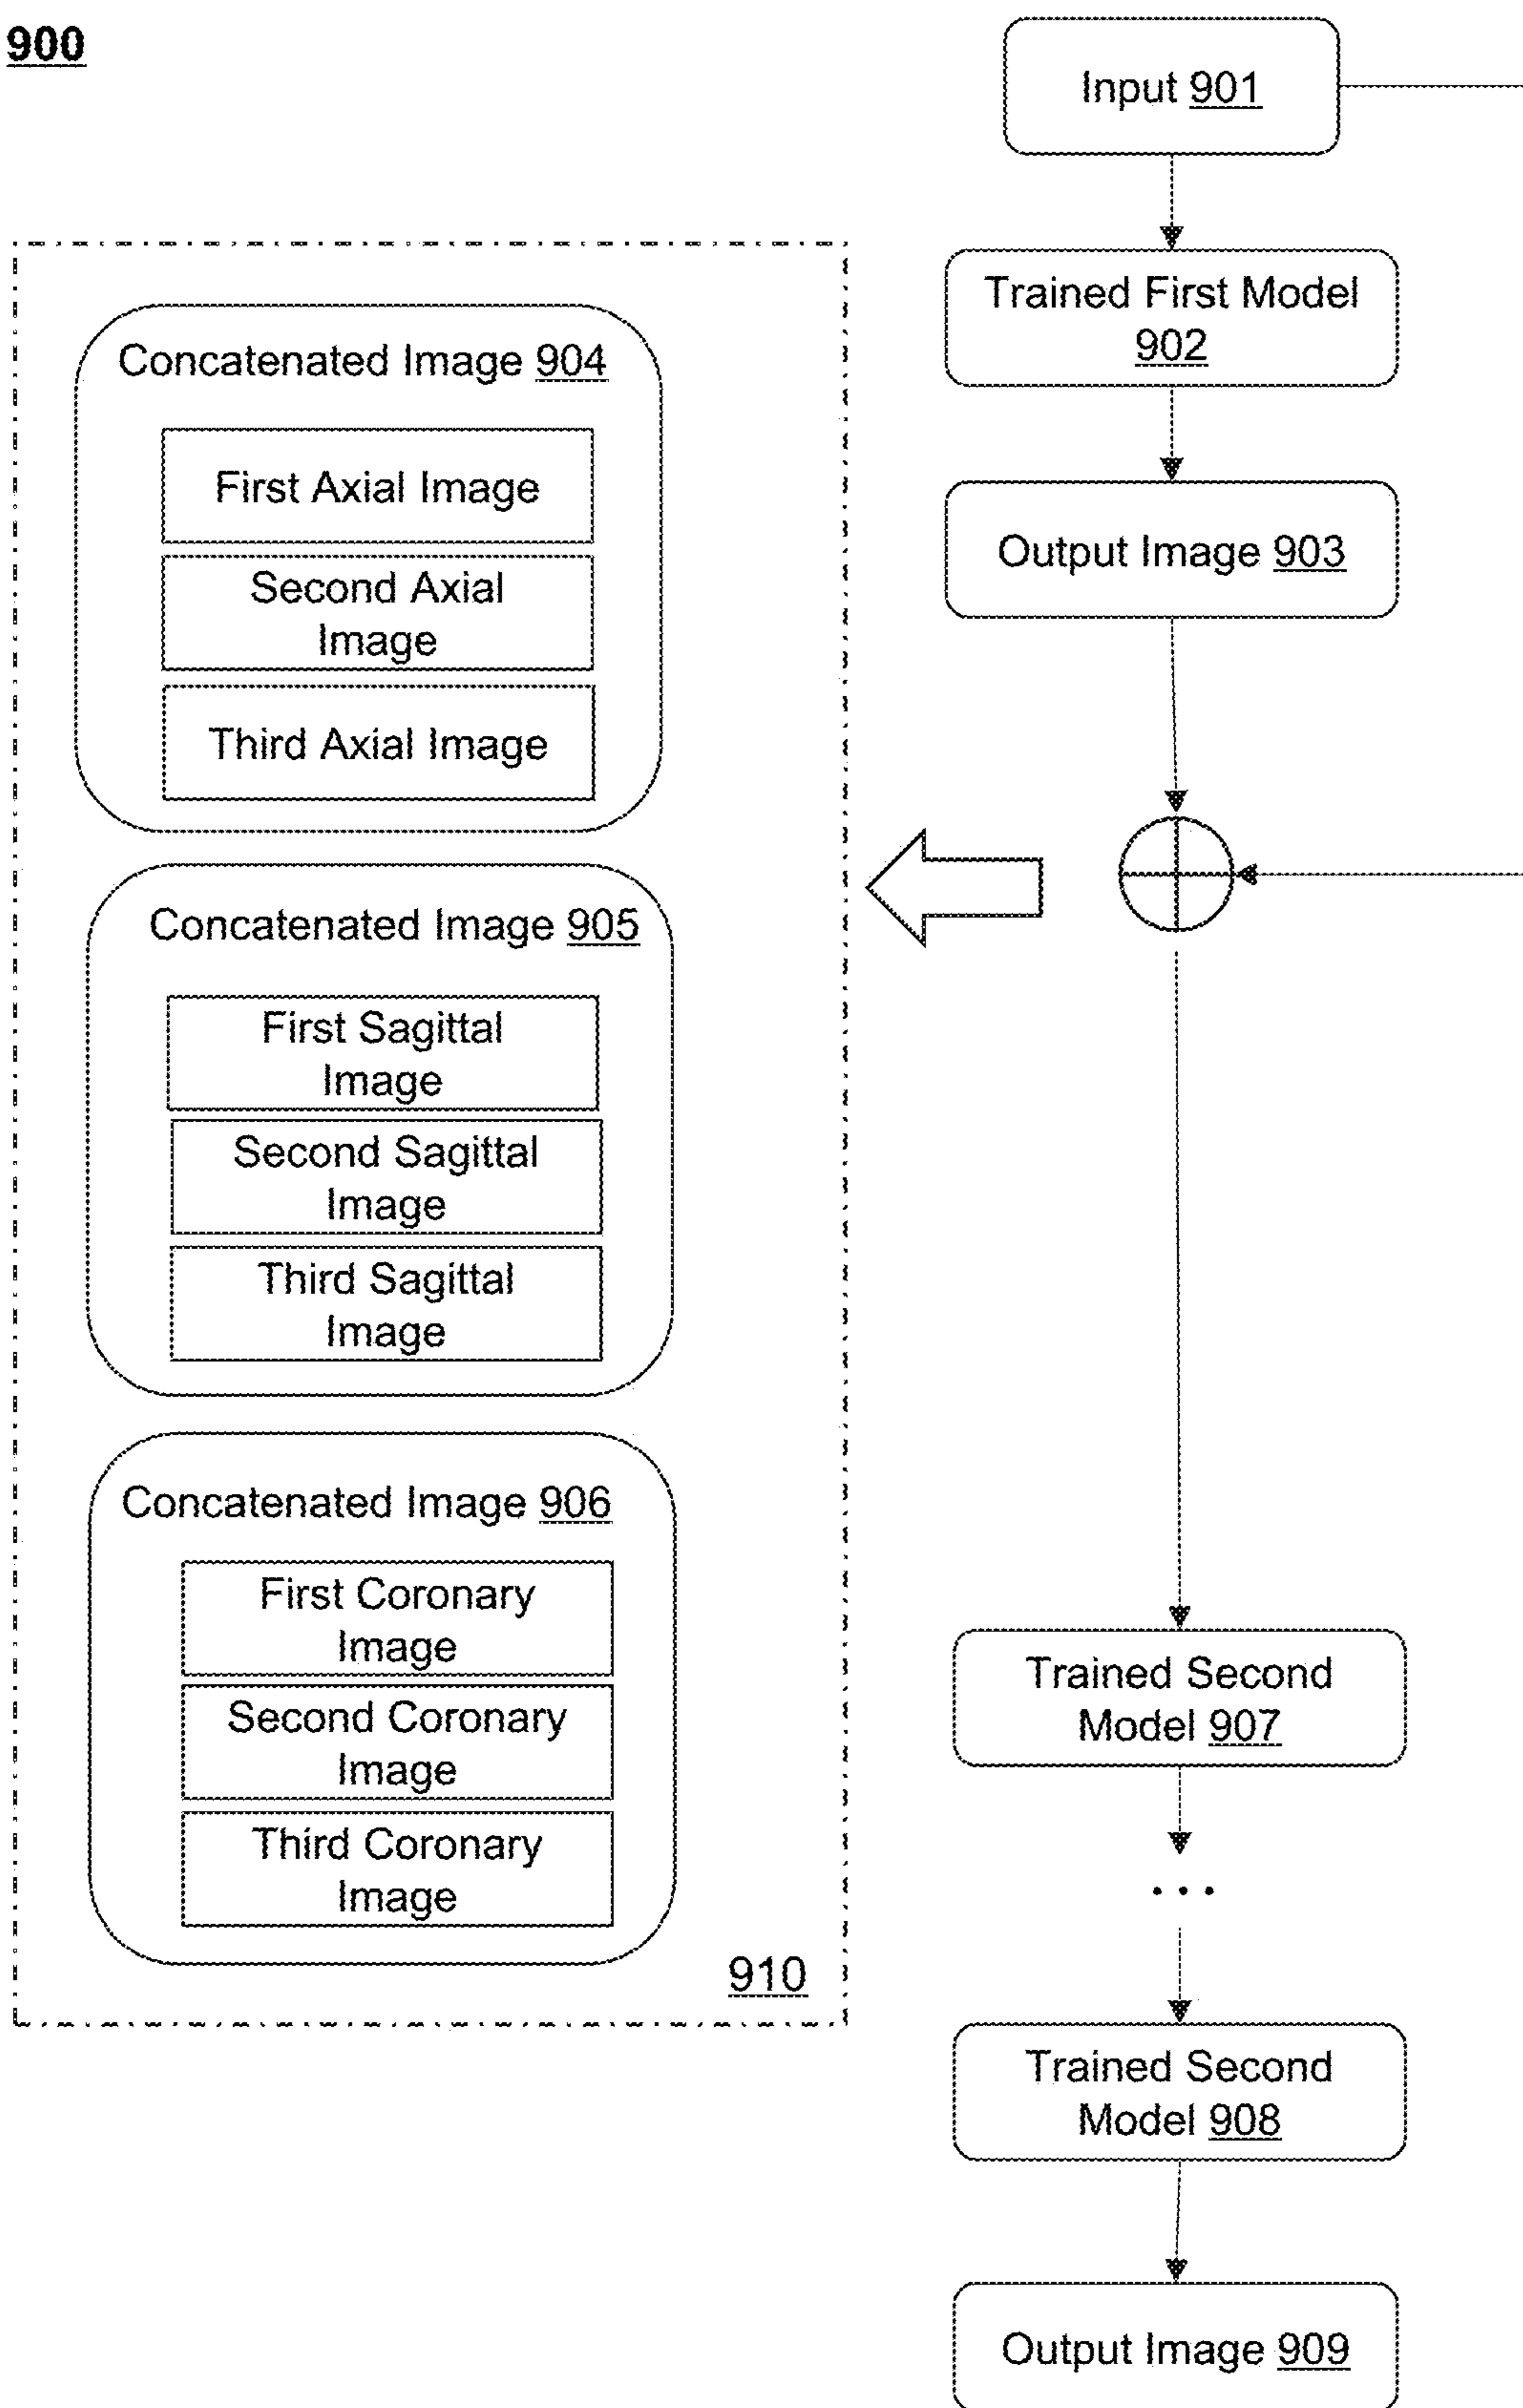 900
Input 901
Trained First Model
902
Output Image 903
Concatenated Image 904
First Axial Image
Second Axial
Image
Third Axial Image
Concatenated Image 905
First Sagittal
Image
Second Sagittal
Image
Third Sagittal
Image
Concatenated Image 906
First Coronary
Image
Second Coronary
Image
Third Coronary
Image
910
Trained Second
Model 907
...
Trained Second
Model 908
Output Image 909